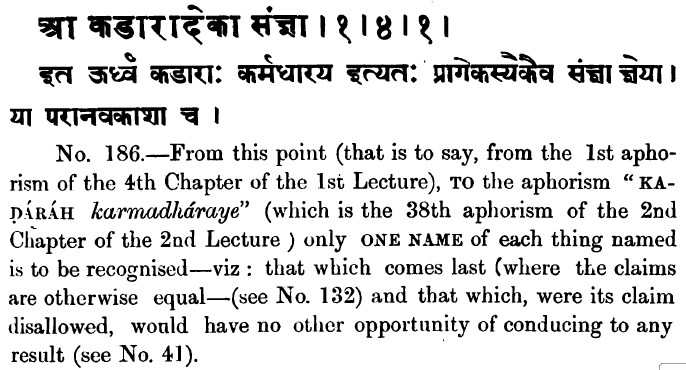 आ कडारादेका संज्ञा । १ । ४ । १ ।
इत ऊर्ध्वं कडाराः कर्मधारय इत्यतः प्रागेकस्यैकैव संज्ञा ज्ञेया ।
या परानवकाशा च ।
No. 186.—From this point (that is to say, from the 1st apho-
rism of the 4th Chapter of the 1st Lecture), TO the aphorism “ KA-
ḌÁRÁH karmadháraye” (which is the 38th aphorism of the 2nd
Chapter of the 2nd Lecture ) only ONE NAME of each thing named
is to be recognised—viz : that which comes last (where the claims
are otherwise equal—(see No. 132) and that which, were its claim
disallowed, would have no other opportunity of conducing to any
result (see No. 41).